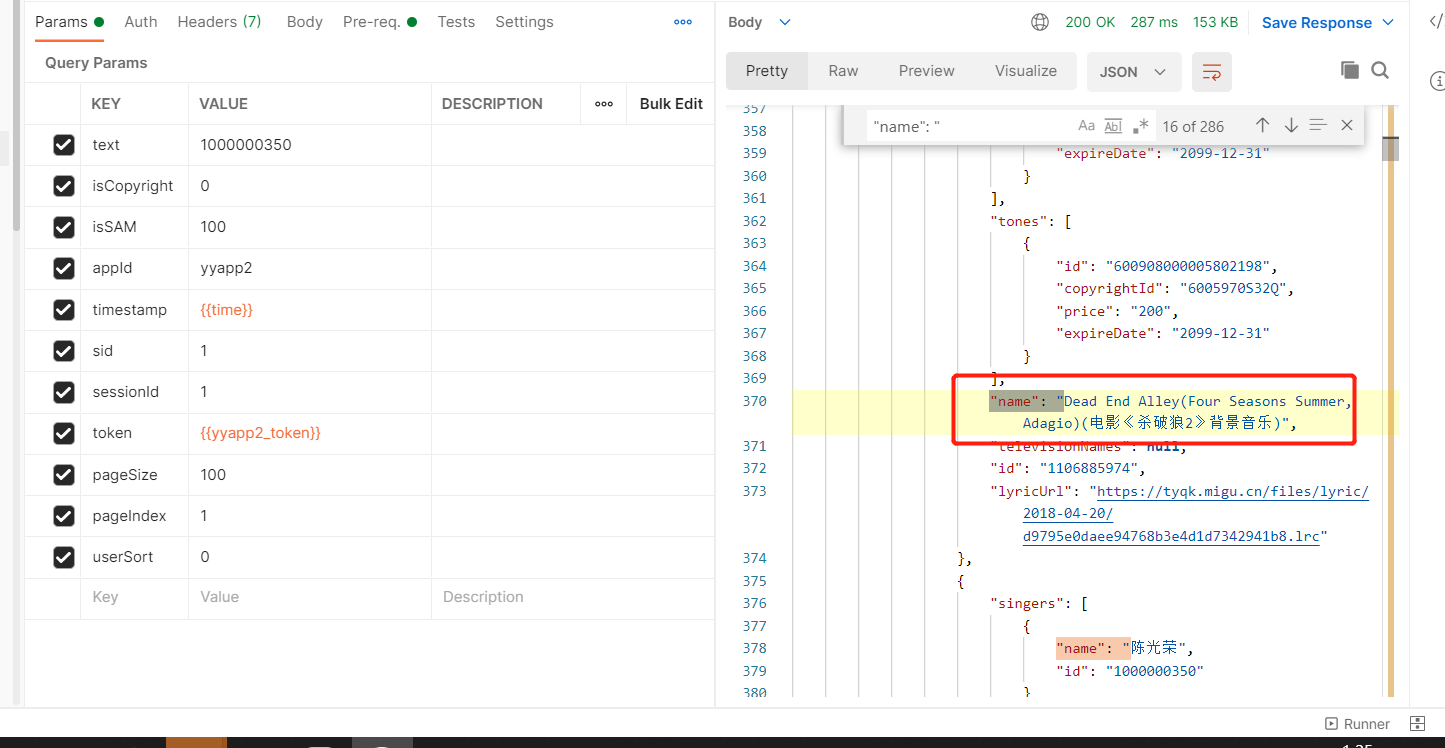 Params Auth Headers (7) Body Pre-req. Tests Settings
Query Params
KEY VALUE DESCRIPTION Bulk Edit
text 1000000350
isCopyright 0
isSAM 100
appId yyapp2
timestamp {{time}}
sid 1
sessionId 1
token {{yyapp2_token}}
pageSize 100
pageIndex 1
userSort 0
Key Value Description
Body 200 OK 287 ms 153 KB Save Response
Pretty Raw Preview Visualize JSON
"name": " Aa Abl .* 16 of 286
357
358
359 "expireDate": "2099-12-31"
360 }
361 ],
362 "tones": [
363 {
364 "id": "600908000005802198",
365 "copyrightId": "6005970S32Q",
366 "price": "200",
367 "expireDate": "2099-12-31"
368 }
369 ],
370 "name": "Dead End Alley(Four Seasons Summer,
Adagio)(电影《杀破狼2》背景音乐)",
371 "televisionNames": null,
372 "id": "1106885974",
373 "lyricUrl": "https://tyqk.migu.cn/files/lyric/
2018-04-20/
d9795e0daee94768b3e4d1d7342941b8.lrc"
374 },
375 {
376 "singers": [
377 {
378 "name": "陈光荣",
379 "id": "1000000350"
380 }
Runner